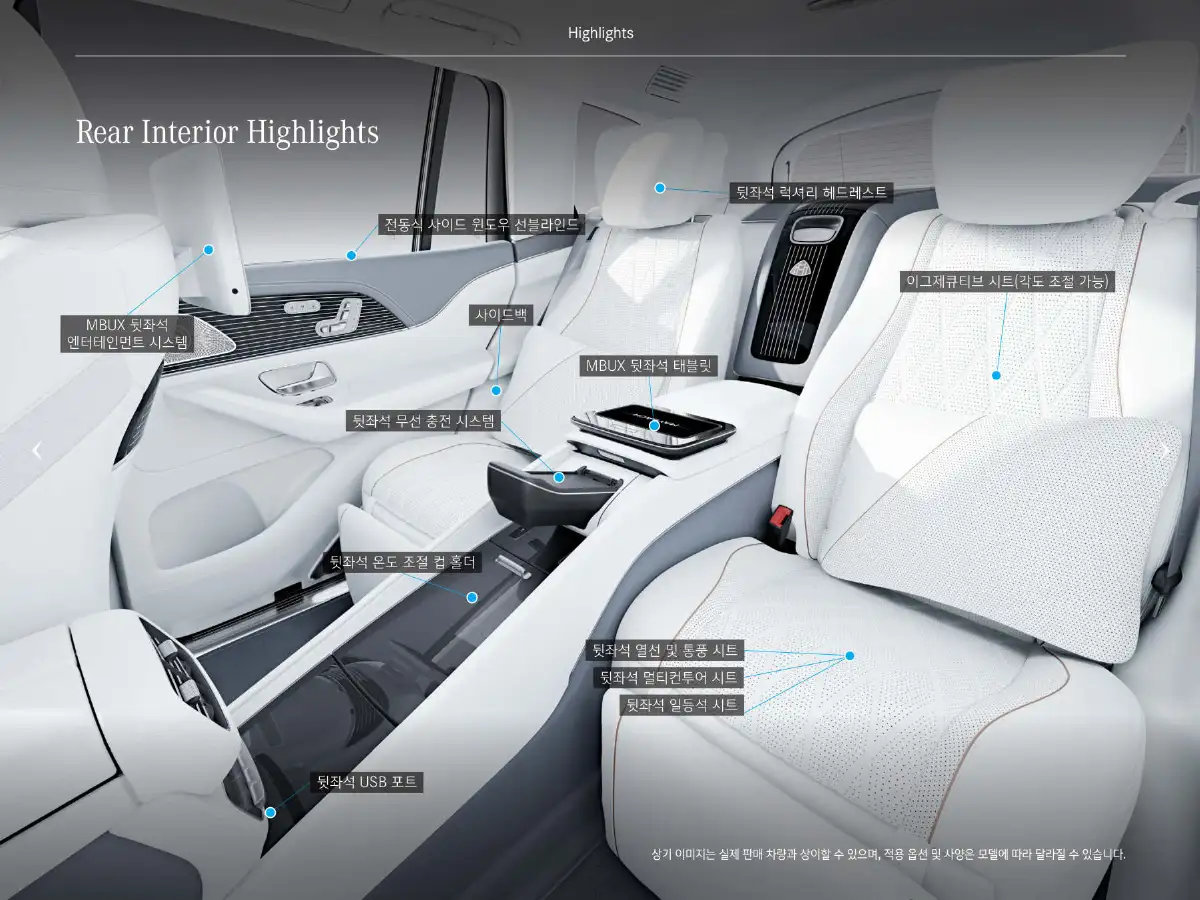 Highlights
Rear Interior Highlights
뒷좌석 럭셔리 헤드레스트
전동식 사이드 윈도우 선블라인드
이그제큐티브 시트(각도 조절 가능)
사이드백
MBUX 뒷좌석
엔터테인먼트 시스템
MBUX 뒷좌석 태블릿
뒷좌석 무선 충전 시스템
MAYBACH
뒷좌석 온도 조절 컵 홀더
뒷좌석 열선 및 통풍 시트
뒷좌석 멀티컨투어 시트
뒷좌석 일등석 시트
뒷좌석 USB 포트
상기 이미지는 실제 판매 차량과 상이할 수 있으며, 적용 옵션 및 사양은 모델에 따라 달라질 수 있습니다.